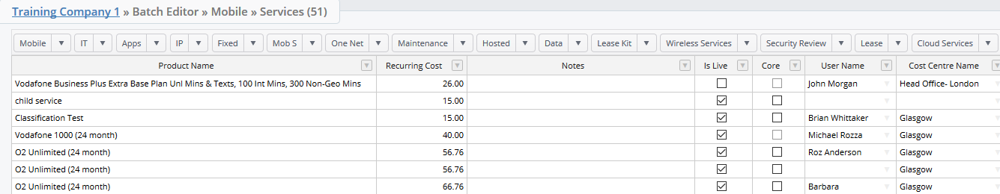 Training Company 1 » Batch Editor » Mobile » Services (51)
Mobile IT Apps IP Fixed Mob S One Net Maintenance Hosted Data Lease Kit Wireless Services Security Review Lease Cloud Services
Product Name Recurring Cost Notes Is Live Core User Name Cost Centre Name
Vodafone Business Plus Extra Base Plan Unl Mins & Texts, 100 Int Mins, 300 Non-Geo Mins 26.00 John Morgan Head Office- London
child service 15.00
Classification Test 15.00 Brian Whittaker Glasgow
Vodafone 1000 (24 month) 40.00 Michael Rozza Glasgow
O2 Unlimited (24 month) 56.76 Roz Anderson Glasgow
O2 Unlimited (24 month) 56.76 Glasgow
O2 Unlimited (24 month) 66.76 Barbara Glasgow